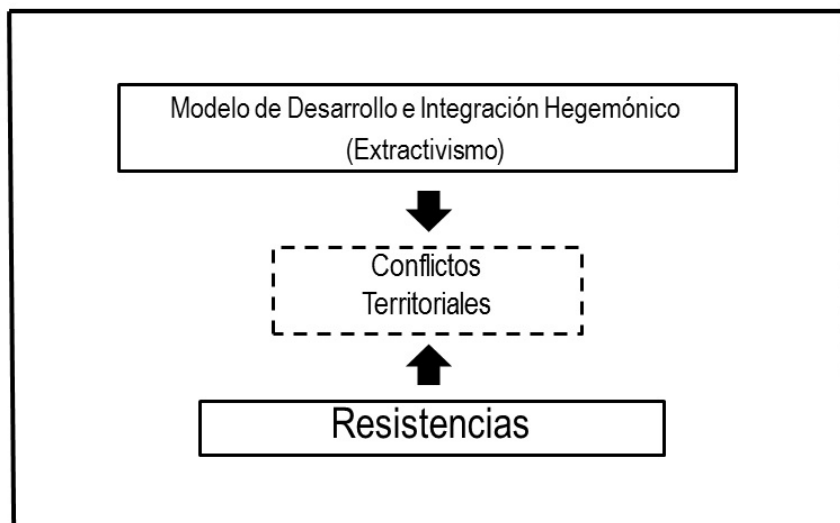 Modelo de Desarrollo e Integración Hegemónico
(Extractivismo)
Conflictos
Territoriales
Resistencias